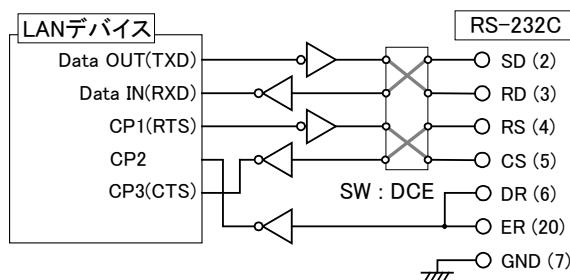 LANデバイス
RS-232C
Data OUT(TXD)
SD (2)
Data IN(RXD)
RD (3)
CP1(RTS)
RS (4)
CP2
CS (5)
CP3(CTS)
SW : DCE
DR (6)
ER (20)
GND (7)